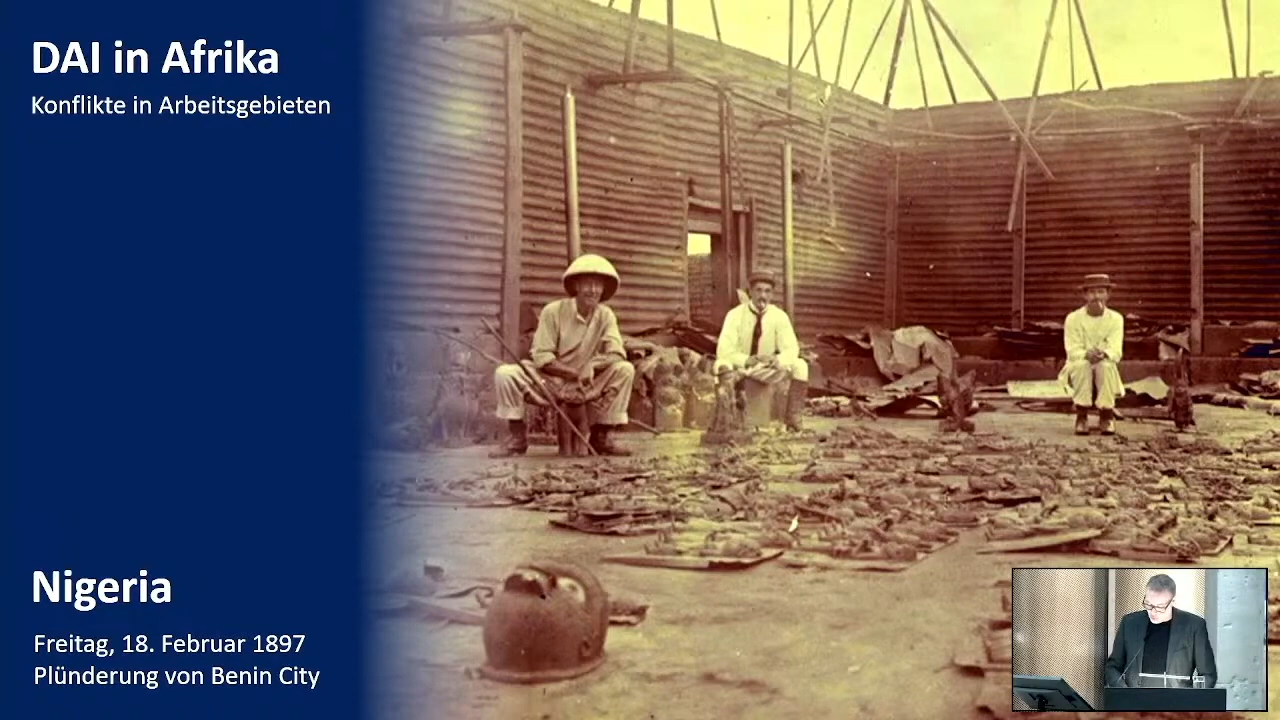 DAI in Afrika
Konflikte in Arbeitsgebieten
Nigeria
Freitag, 18. Februar 1897
Plünderung von Benin City